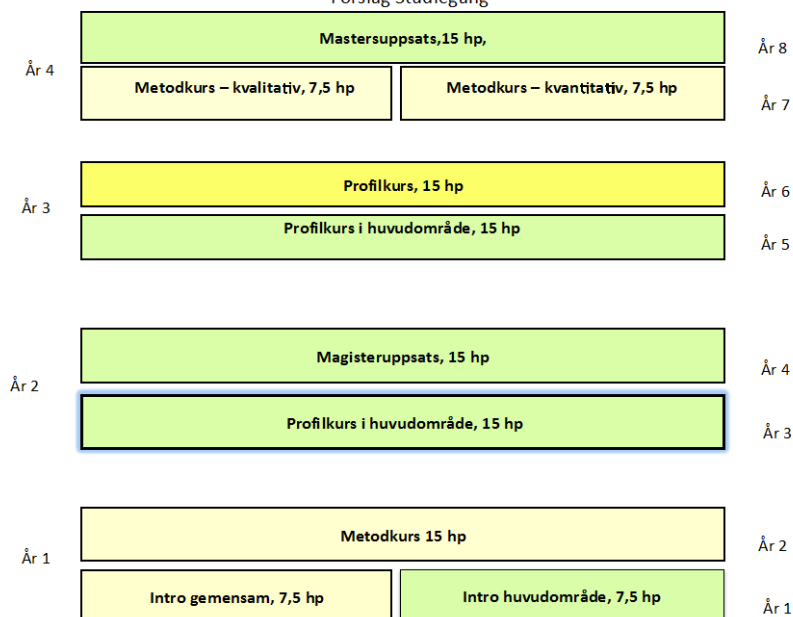 Förslag Studiegång
Mastersuppsats,15 hp,
År 8
År 4
Metodkurs – kvalitativ, 7,5 hp
Metodkurs – kvantitativ, 7,5 hp
År 7
Profilkurs, 15 hp
År 6
År 3
Profilkurs i huvudområde, 15 hp
År 5
Magisteruppsats, 15 hp
År 4
År 2
Profilkurs i huvudområde, 15 hp
År 3
Metodkurs 15 hp
År 2
År 1
Intro gemensam, 7,5 hp
Intro huvudområde, 7,5 hp
År 1